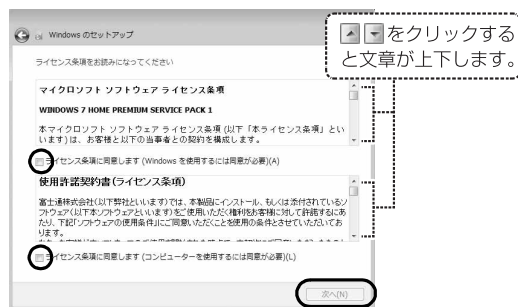 Windows のセットアップ
▲▼をクリックする
と文章が上下します。
ライセンス条項をお読みになってください
マイクロソフト ソフトウェア ライセンス条項
WINDOWS 7 HOME PREMIUM SERVICE PACK 1
本マイクロソフト ソフトウェア ライセンス条項 (以下「本ライセンス条項」とい
います) は、お客様と以下の当事者との契約を構成します。
ライセンス条項に同意します (Windows を使用するには同意が必要)(A)
使用許諾契約書(ライセンス条項)
富士通株式会社(以下弊社といいます)では、本製品にインストール、もしくは添付されているソ
フトウェア(以下本ソフトウェアといいます)をご使用いただく権利をお客様に対して許諾するにあ
たり、下記「ソフトウェアの使用条件」にご同意いただくことを使用の条件とさせていただいてお
ります。
ライセンス条項に同意します (コンピューターを使用するには同意が必要)(L)
次へ(N)